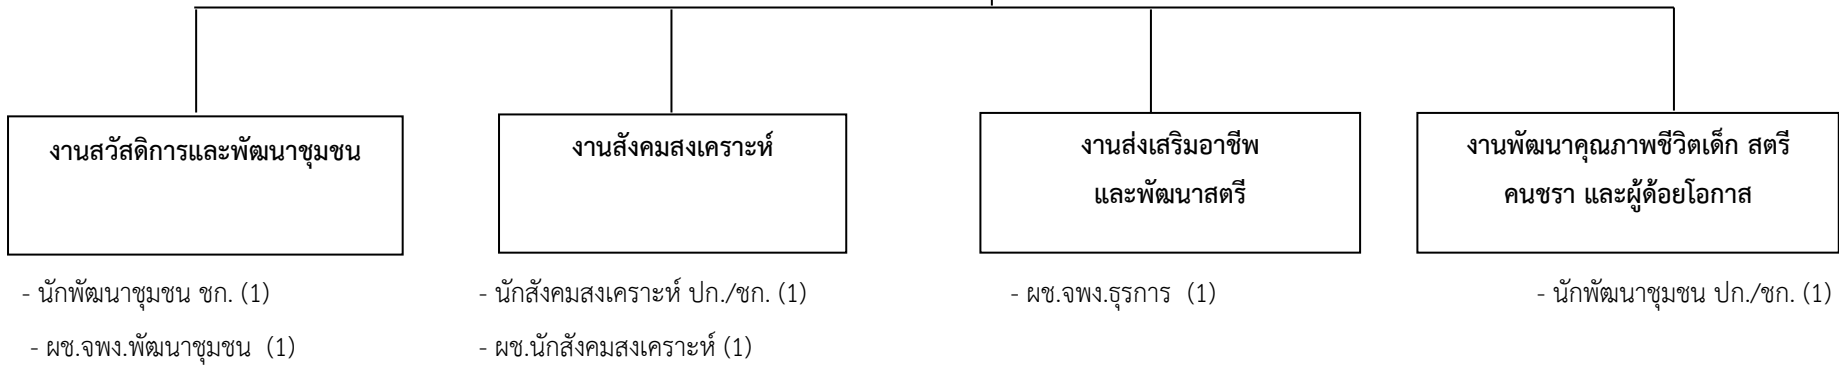 งานสวัสดิการและพัฒนาชุมชน
- นักพัฒนาชุมชน ชก. (1)
- ผช.จพง.พัฒนาชุมชน (1)
งานสังคมสงเคราะห์
- นักสังคมสงเคราะห์ ปก./ชก. (1)
- ผช.นักสังคมสงเคราะห์ (1)
งานส่งเสริมอาชีพ
และพัฒนาสตรี
- ผช.จพง.ธุรการ (1)
งานพัฒนาคุณภาพชีวิตเด็ก สตรี
คนชรา และผู้ด้อยโอกาส
- นักพัฒนาชุมชน ปก./ชก. (1)